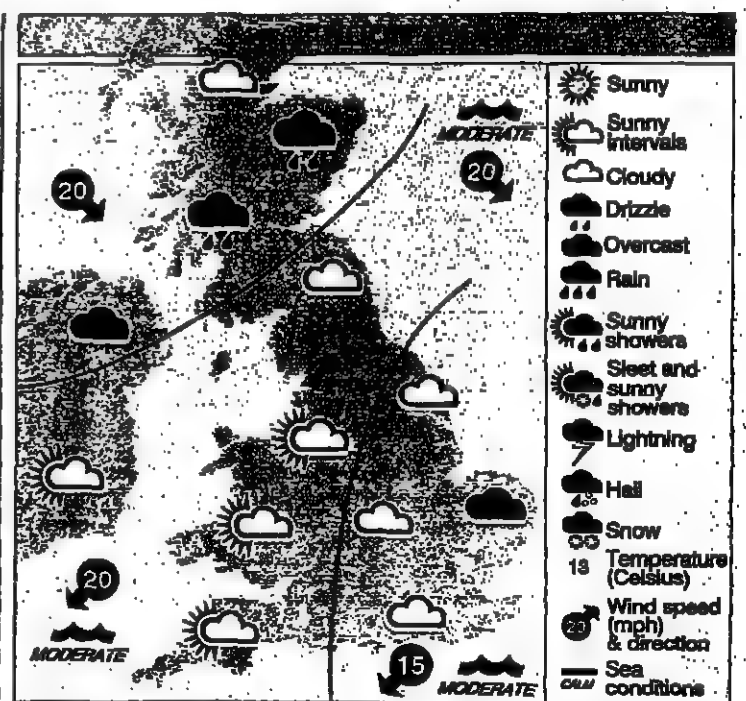 MODERATE
20
20
20
MODERATE
15
MODERATE
Sunny
Sunny
intervals
Cloudy
Drizzle
Overcast
Rain
Sunny
showers
Sleet and
sunny
showers
Lightning
Hail
Snow
13 Temperature
(Celsius)
Wind speed
(mph)
& direction
Sea
CALM conditions